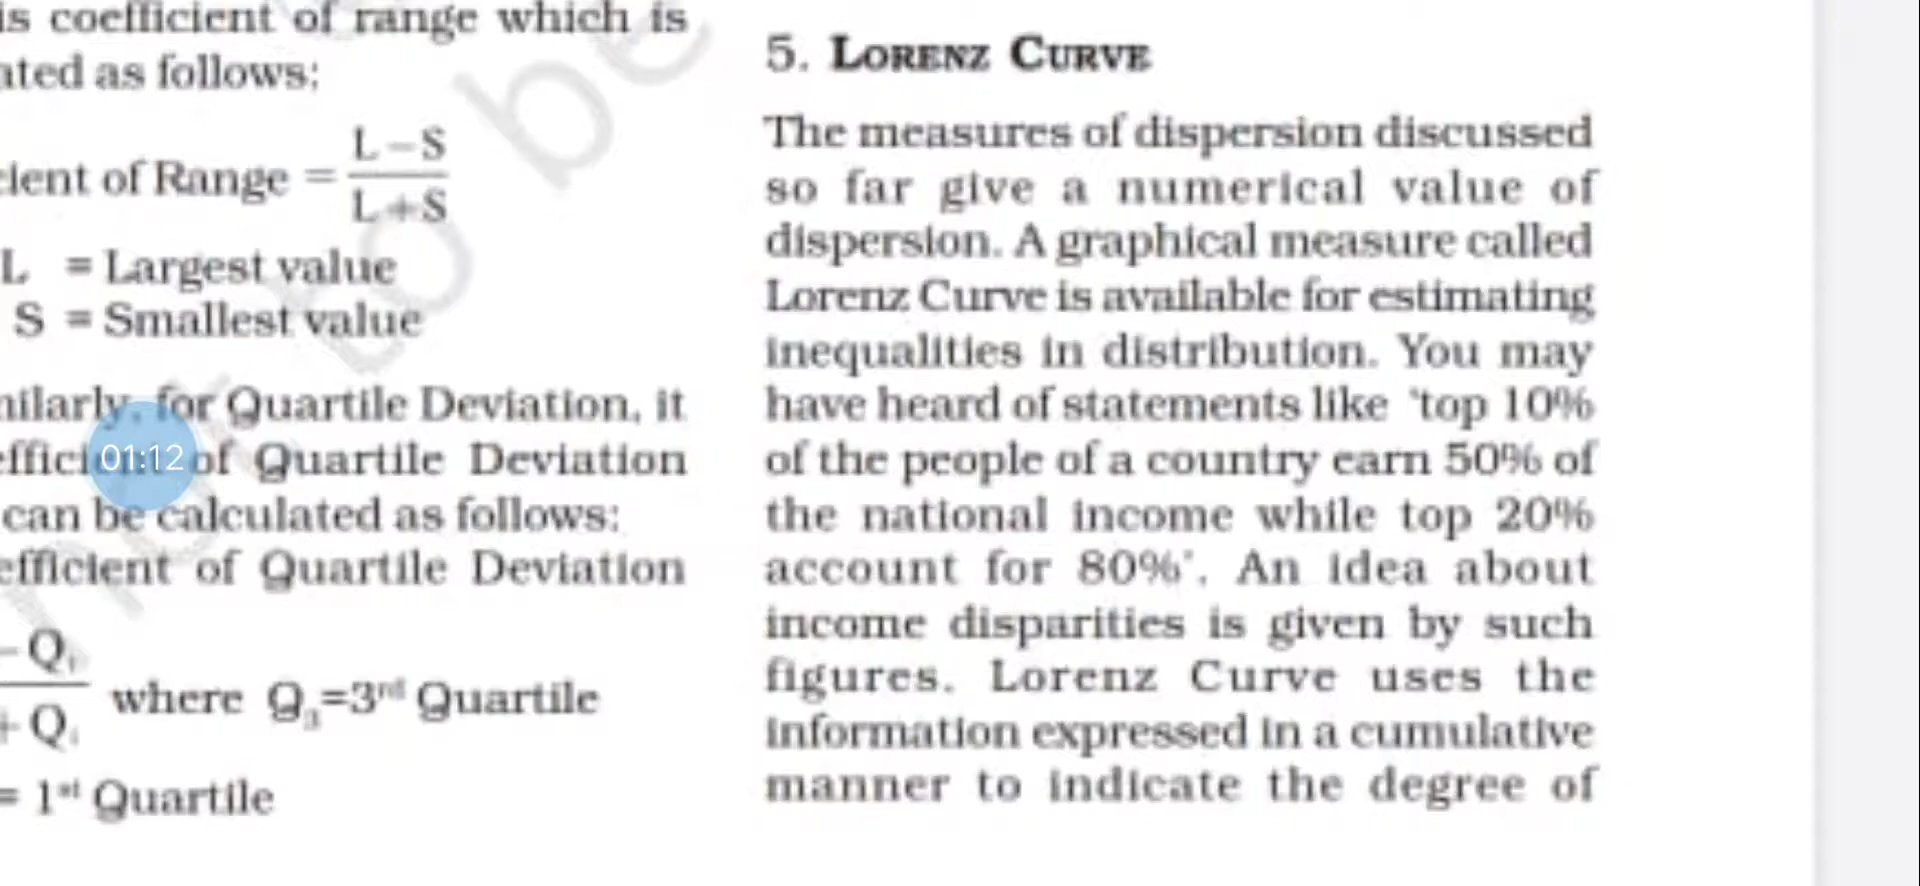 is coefficient of range which is
ated as follows:
cient of Range = L–S
L+S
L = Largest value
S = Smallest value
nilarly, for Quartile Deviation, it
of Quartile Deviation
can be calculated as follows:
efficient of Quartile Deviation
– Q₁
+ Q₁
where Q₃=3rd Quartile
= 1st Quartile
01:12
5. LORENZ CURVE
The measures of dispersion discussed
so far give a numerical value of
dispersion. A graphical measure called
Lorenz Curve is available for estimating
inequalities in distribution. You may
have heard of statements like ‘top 10%
of the people of a country earn 50% of
the national income while top 20%
account for 80%’. An idea about
income disparities is given by such
figures. Lorenz Curve uses the
information expressed in a cumulative
manner to indicate the degree of